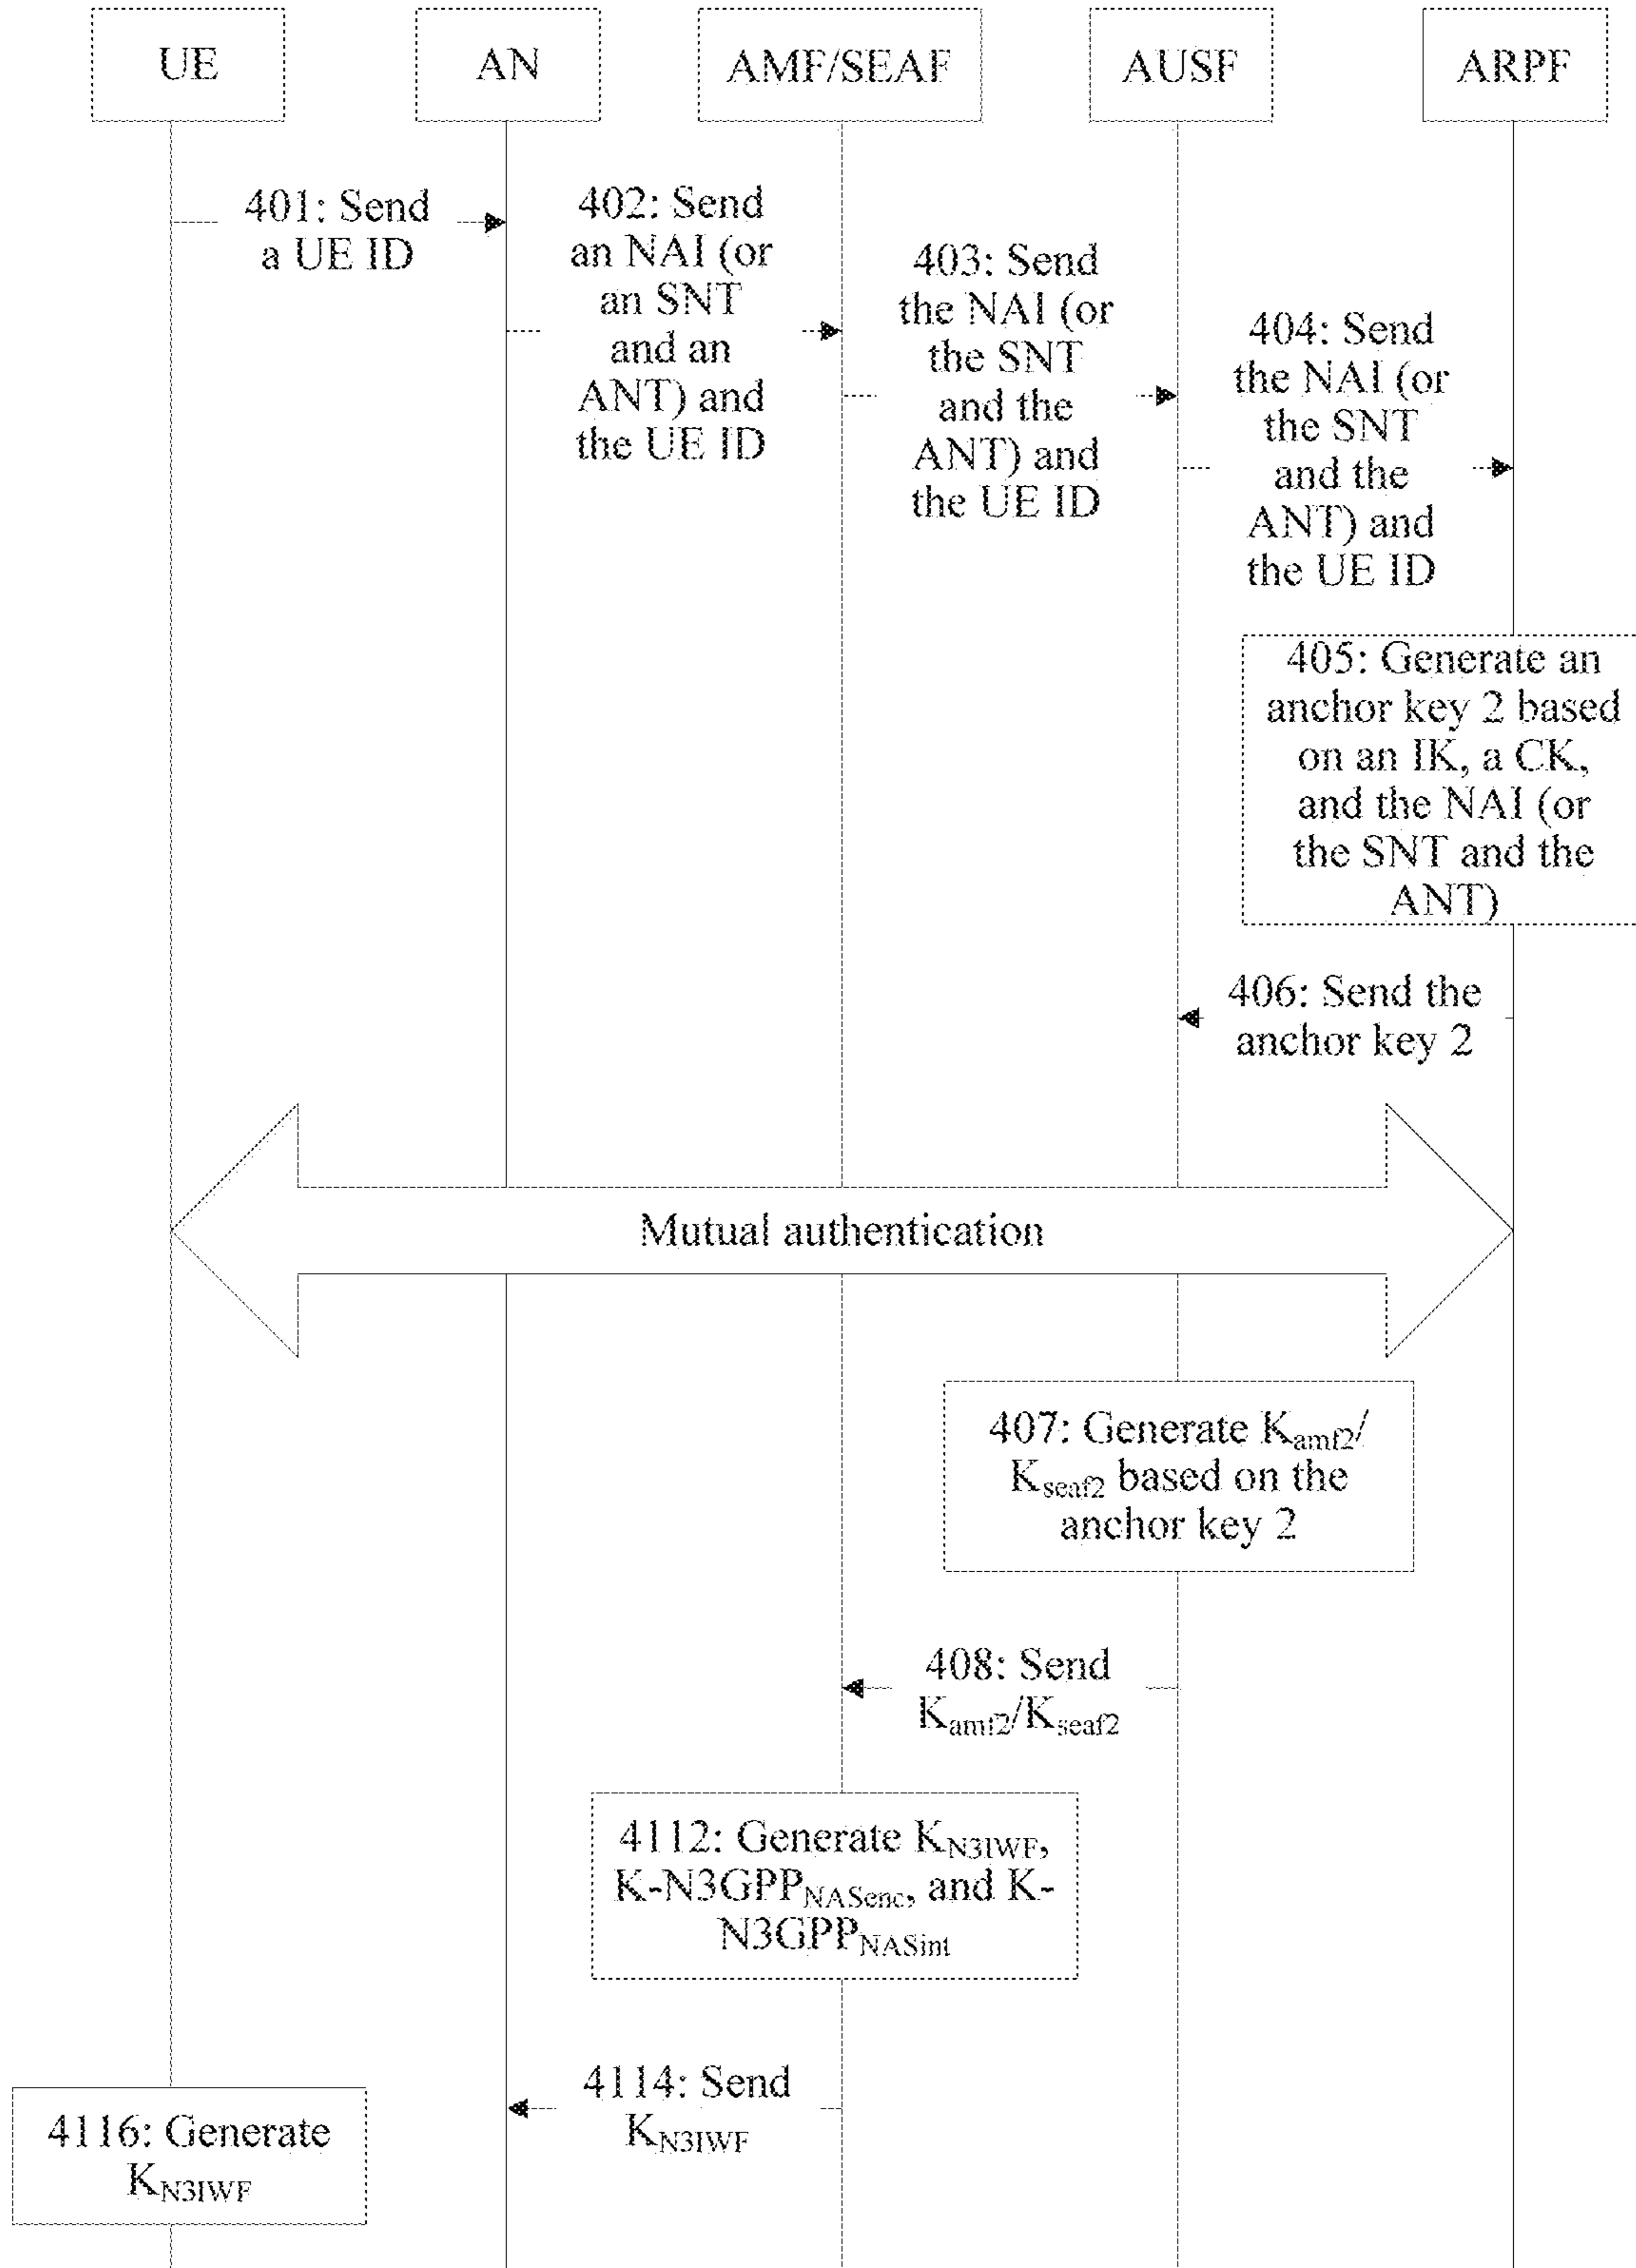 UE
AN
AMF/SEAF
AUSF
ARPF
401: Send
a UE ID
402: Send
an NAI (or
an SNT
and an
ANT) and
the UE ID
403: Send
the NAI (or
the SNT
and the
ANT) and
the UE ID
404: Send
the NAI (or
the SNT
and the
ANT) and
the UE ID
405: Generate an
anchor key 2 based
on an IK, a CK,
and the NAI (or
the SNT and the
ANT)
406: Send the
anchor key 2
Mutual authentication
407: Generate Kamf2/
Kseaf2 based on the
anchor key 2
408: Send
Kamf2/Kseaf2
4112: Generate KN3IWF,
K-N3GPPNASenc, and K-
N3GPPNASint
4114: Send
KN3IWF
4116: Generate
KN3IWF